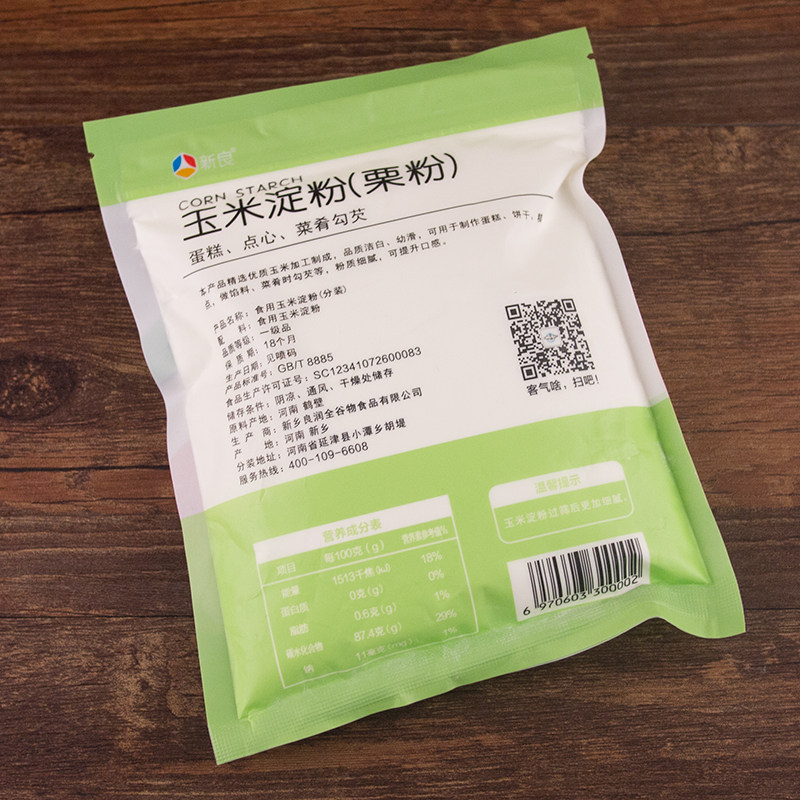 新良®
CORN STARCH
玉米淀粉(栗粉)
蛋糕、点心、菜肴勾芡
本产品精选优质玉米加工制成，品质洁白、幼滑，可用于制作蛋糕、饼干、
点，做馅料、菜肴时勾芡等，粉质细腻，可提升口感。
产品名称：食用玉米淀粉(分装)
配 料：食用玉米淀粉
品质等级：一级品
保 质 期：18个月
生产日期：见喷码
产品标准号：GB/T 8885
食品生产许可证号：SC12341072600083
储存条件：阴凉、通风、干燥处储存
原料产地：河南 鹤壁
生 产 商：新乡良润全谷物食品有限公司
产 地：河南 新乡
分装地址：河南省延津县小潭乡胡堤
服务热线：400-109-6608
客气啥，扫吧！
温馨提示
玉米淀粉过筛后更加细腻。
营养成分表
项目 每100克(g) 营养素参考值%
能量 1513千焦(kJ) 18%
蛋白质 0克(g) 0%
脂肪 0.6克(g) 1%
碳水化合物 87.4克(g) 29%
钠 11毫克(mg) 1%
6 970603 300002